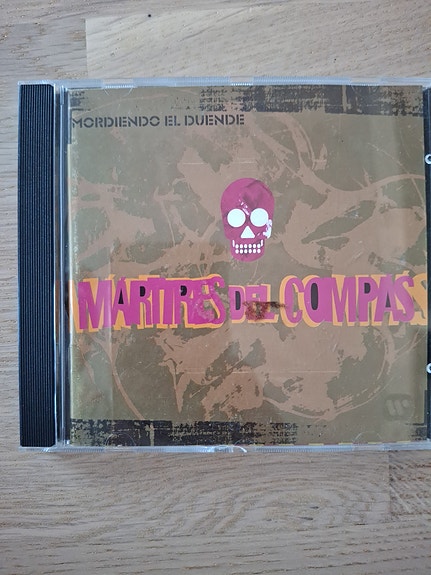 MORDIENDO EL DUENDE
MARTIRES DEL COMPAS